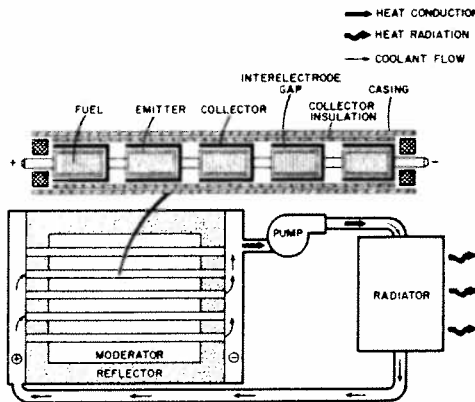 HEAT CONDUCTION
HEAT RADIATION
COOLANT FLOW
INTERELECTRODE
GAP
CASING
FUEL
EMITTER
COLLECTOR
COLLECTOR
INSULATION
+
-
PUMP
RADIATOR
MODERATOR
REFLECTOR
+
-